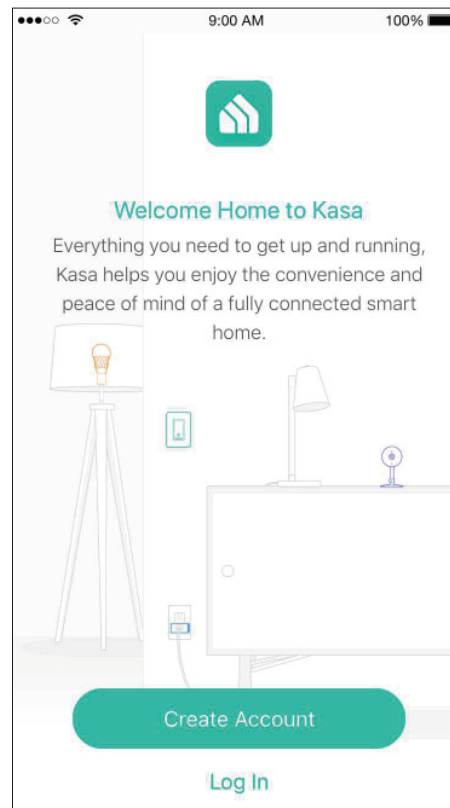 9:00 AM
100%
Welcome Home to Kasa
Everything you need to get up and running,
Kasa helps you enjoy the convenience and
peace of mind of a fully connected smart
home.
Create Account
Log In